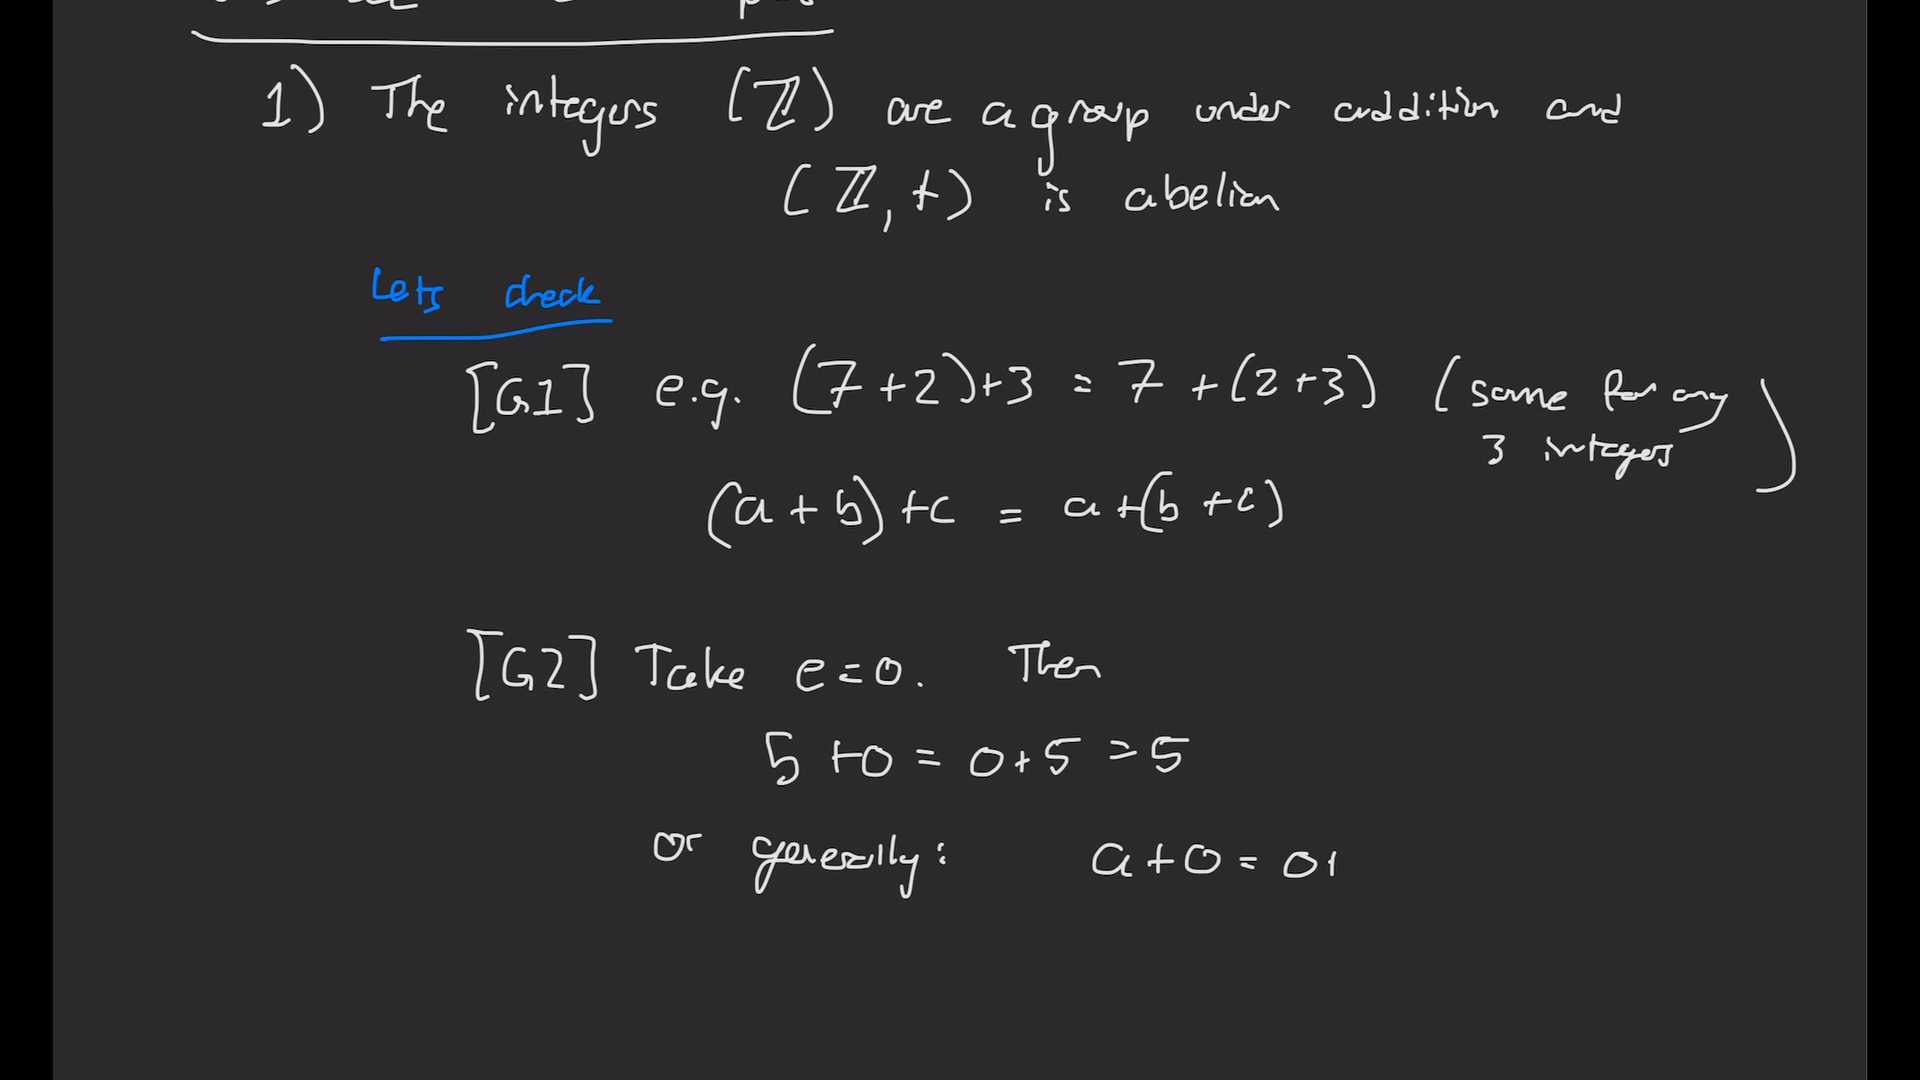 1) The integers (ℤ) are a group under addition and
(ℤ, +) is abelian
Lets check
[G1] e.g. (7+2)+3 = 7+(2+3) (same for any
3 integers)
(a+b)+c = a+(b+c)
[G2] Take e=0. Then
5+0 = 0+5 = 5
or generally: a+0 = 0+